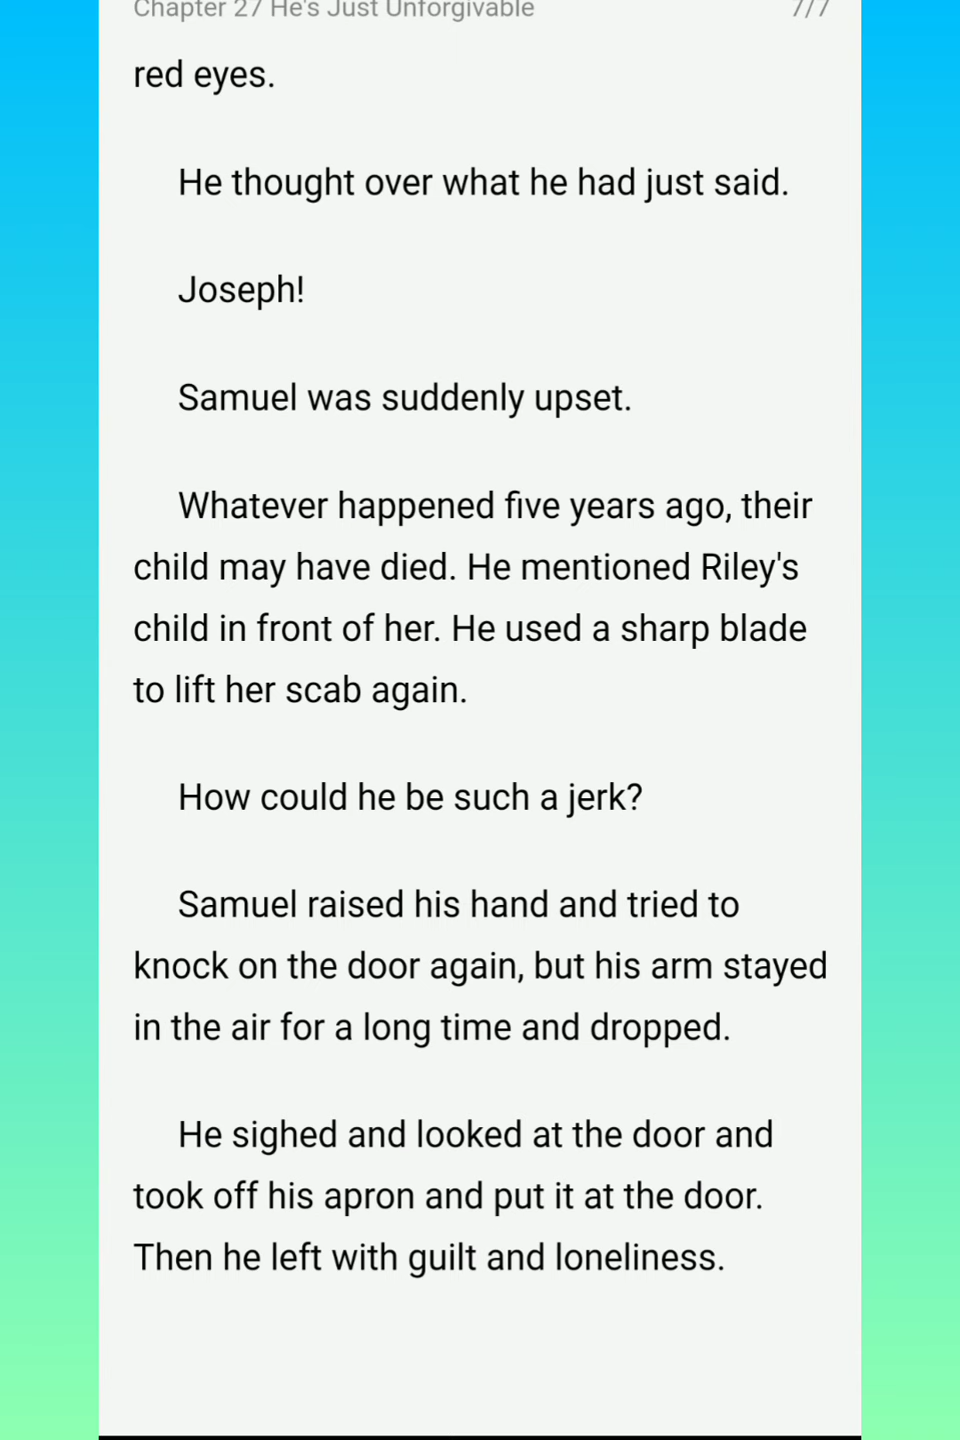 Chapter 27 He's Just Unforgivable 7/7
red eyes.
He thought over what he had just said.
Joseph!
Samuel was suddenly upset.
Whatever happened five years ago, their
child may have died. He mentioned Riley's
child in front of her. He used a sharp blade
to lift her scab again.
How could he be such a jerk?
Samuel raised his hand and tried to
knock on the door again, but his arm stayed
in the air for a long time and dropped.
He sighed and looked at the door and
took off his apron and put it at the door.
Then he left with guilt and loneliness.